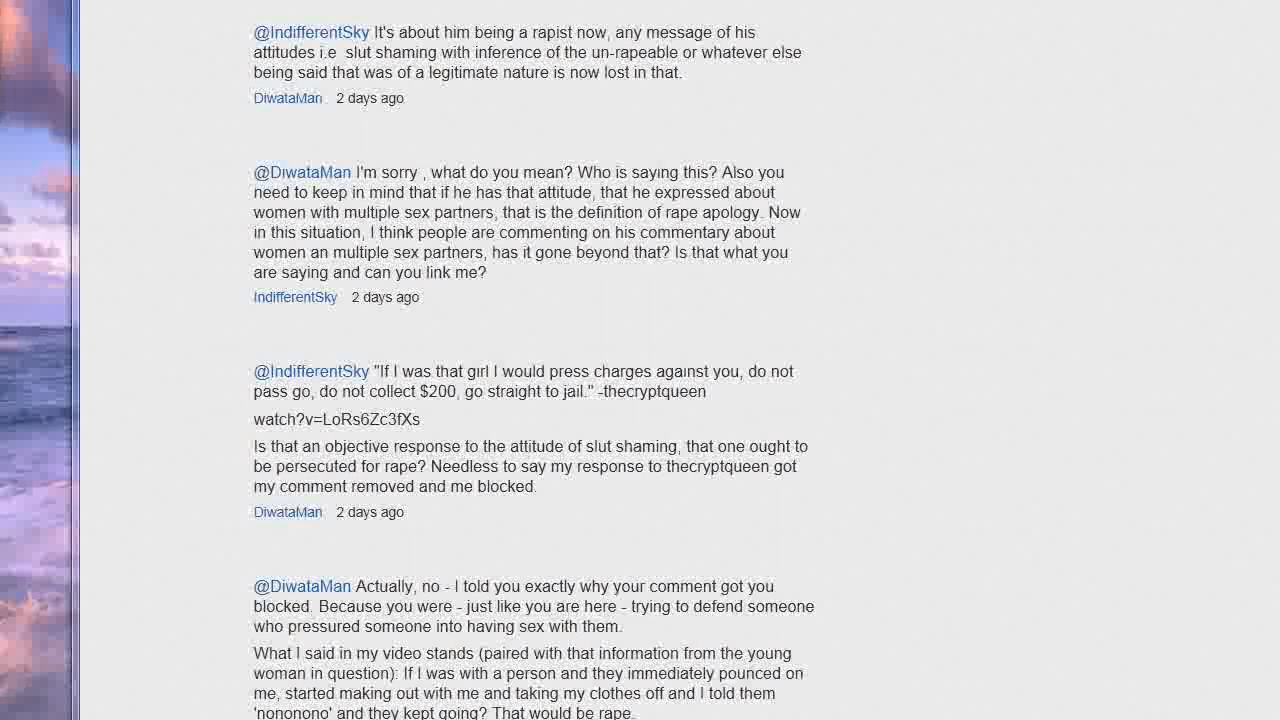 @IndifferentSky It's about him being a rapist now, any message of his
attitudes i.e slut shaming with inference of the un-rapeable or whatever else
being said that was of a legitimate nature is now lost in that.
DiwataMan 2 days ago
@DiwataMan I'm sorry , what do you mean? Who is saying this? Also you
need to keep in mind that if he has that attitude, that he expressed about
women with multiple sex partners, that is the definition of rape apology. Now
in this situation, I think people are commenting on his commentary about
women an multiple sex partners, has it gone beyond that? Is that what you
are saying and can you link me?
IndifferentSky 2 days ago
@IndifferentSky "If I was that girl I would press charges against you, do not
pass go, do not collect $200, go straight to jail." -thecryptqueen
watch?v=LoRs6Zc3fXs
Is that an objective response to the attitude of slut shaming, that one ought to
be persecuted for rape? Needless to say my response to thecryptqueen got
my comment removed and me blocked.
DiwataMan 2 days ago
@DiwataMan Actually, no - I told you exactly why your comment got you
blocked. Because you were - just like you are here - trying to defend someone
who pressured someone into having sex with them.
What I said in my video stands (paired with that information from the young
woman in question): If I was with a person and they immediately pounced on
me, started making out with me and taking my clothes off and I told them
'nononono' and they kept going? That would be rape.